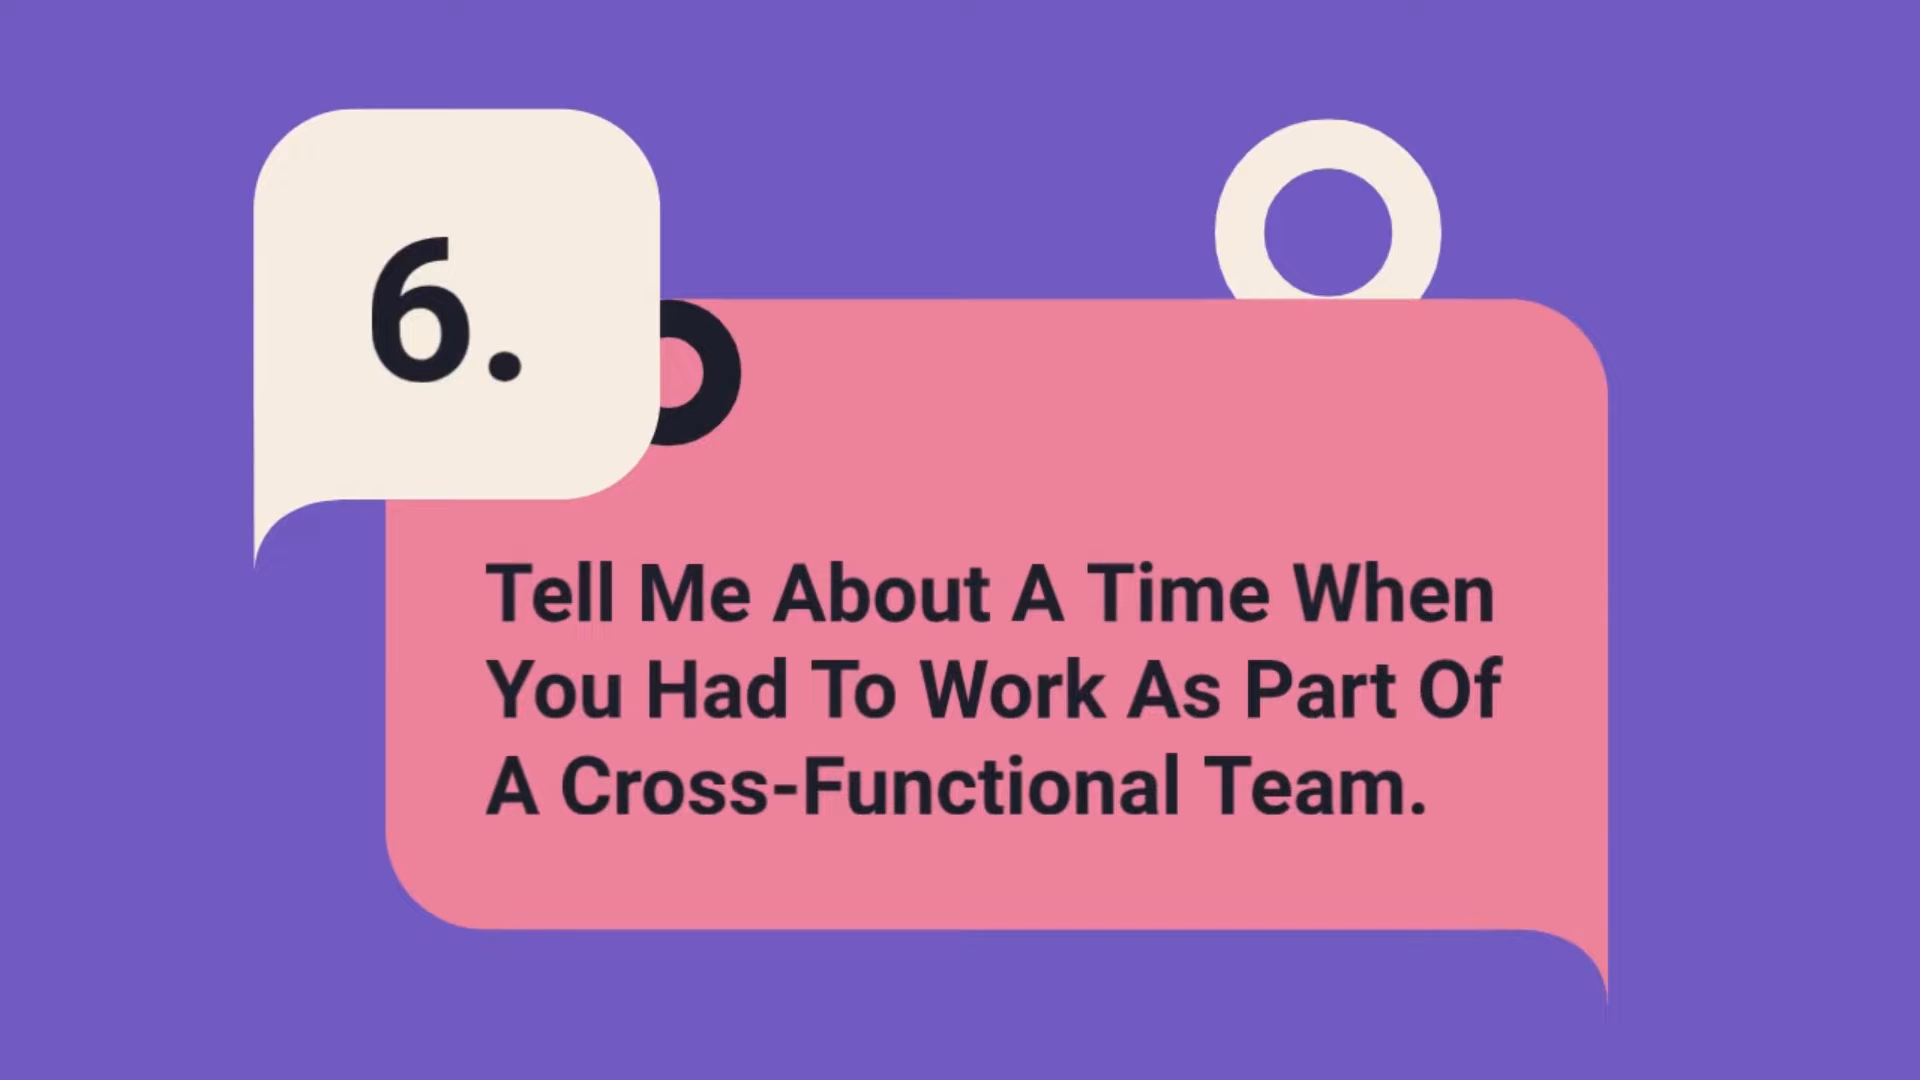 6.
Tell Me About A Time When
You Had To Work As Part Of
A Cross-Functional Team.